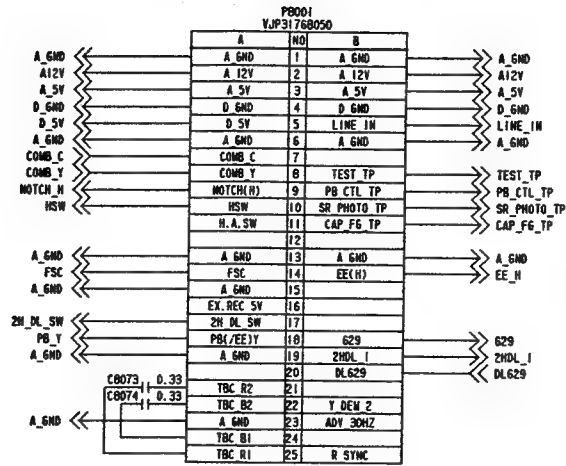 P8001
VJP3176B050
A NO B
A_GND A_GND 1 A_GND A_GND
A12V A_12V 2 A_12V A12V
A_5V A_5V 3 A_5V A_5V
D_GND D_GND 4 D_GND D_GND
D_5V D_5V 5 LINE_IN LINE_IN
A_GND A_GND 6 A_GND A_GND
COMB_C COMB_C 7
COMB_Y COMB_Y 8 TEST_TP TEST_TP
NOTCH_H NOTCH(H) 9 PB_CTL_TP PB_CTL_TP
HSW HSW 10 SR_PHOTO_TP SR_PHOTO_TP
H.A.SW 11 CAP_FG_TP CAP_FG_TP
12
A_GND A_GND 13 A_GND A_GND
FSC FSC 14 EE(H) EE_H
A_GND A_GND 15
EX.REC 5V 16
2H_DL_SW 2H_DL_SW 17
PB_Y PB(/EE)Y 18 629 629
A_GND A_GND 19 2HDL_I 2HDL_I
20 DL629 DL629
C8073 0.33 TBC_R2 21
C8074 0.33 TBC_B2 22 Y_DEM_2
A_GND A_GND 23 ADV_30HZ
TBC_B1 24
TBC_R1 25 R_SYNC